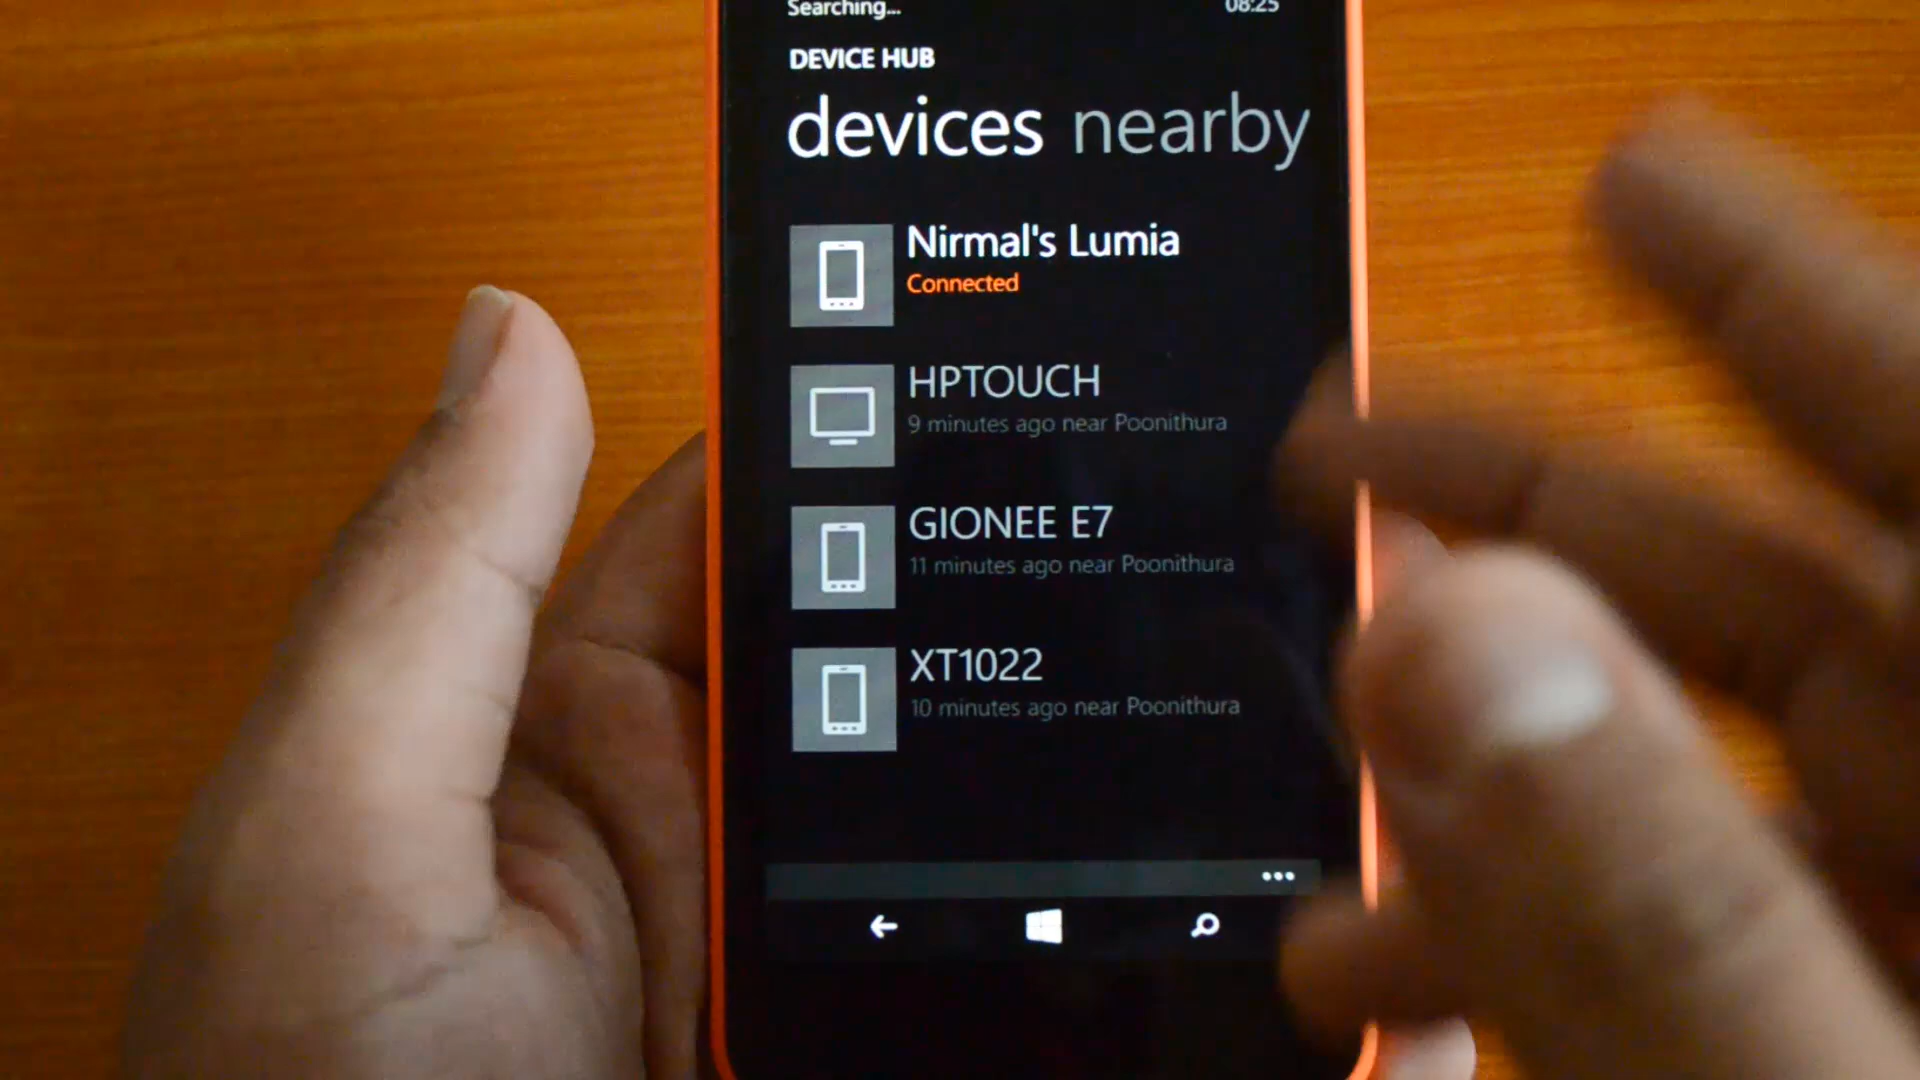 Searching...
08:25
DEVICE HUB
devices nearby
Nirmal's Lumia
Connected
HPTOUCH
9 minutes ago near Poonithura
GIONEE E7
11 minutes ago near Poonithura
XT1022
10 minutes ago near Poonithura